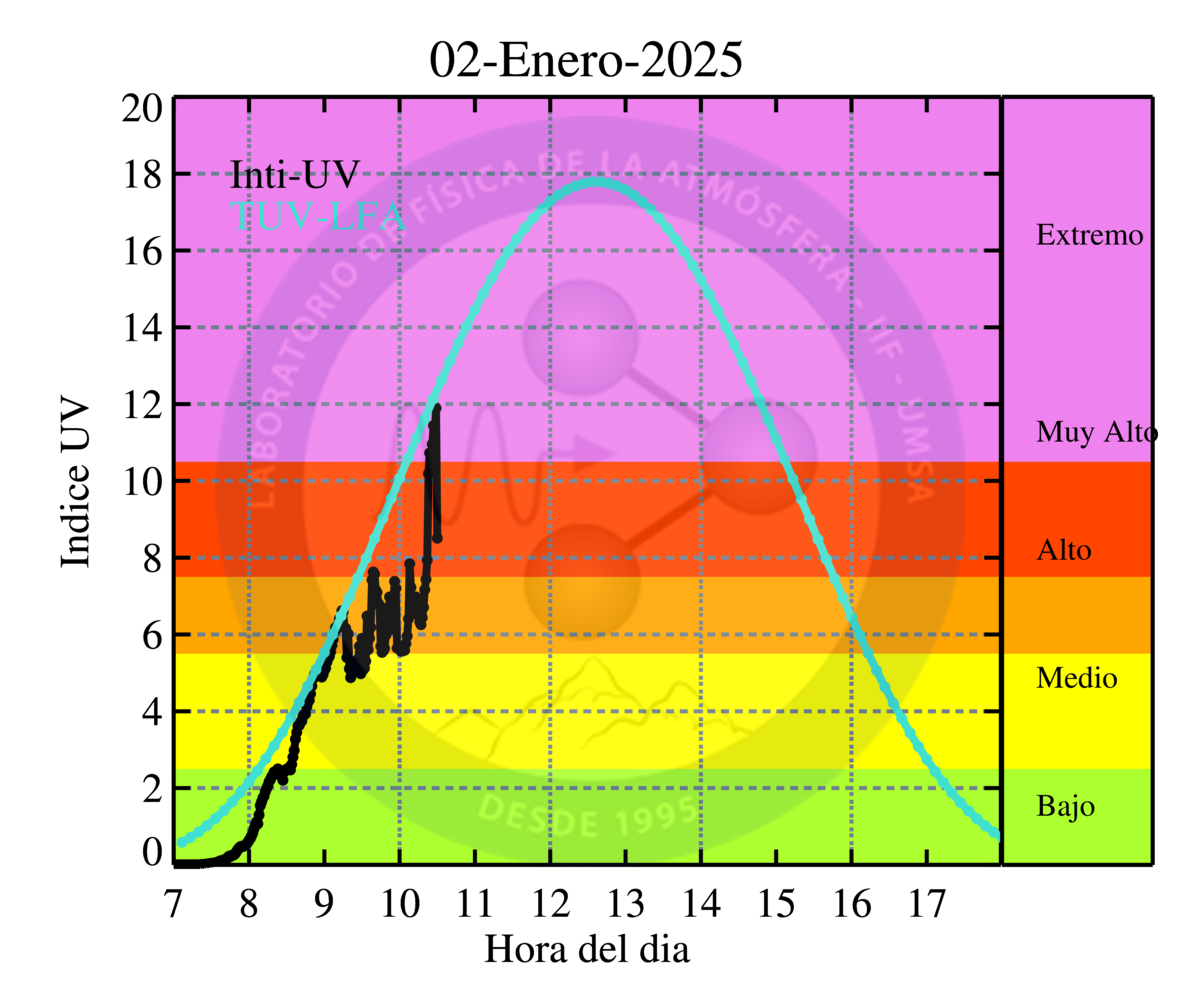 02-Enero-2025
20
18
16
14
12
10
8
6
4
2
0
Indice UV
Inti-UV
TUV-LFA
LABORATORIO DE FÍSICA DE LA ATMÓSFERA - IIF - UMSA
DESDE 1995
Extremo
Muy Alto
Alto
Medio
Bajo
7 8 9 10 11 12 13 14 15 16 17
Hora del dia